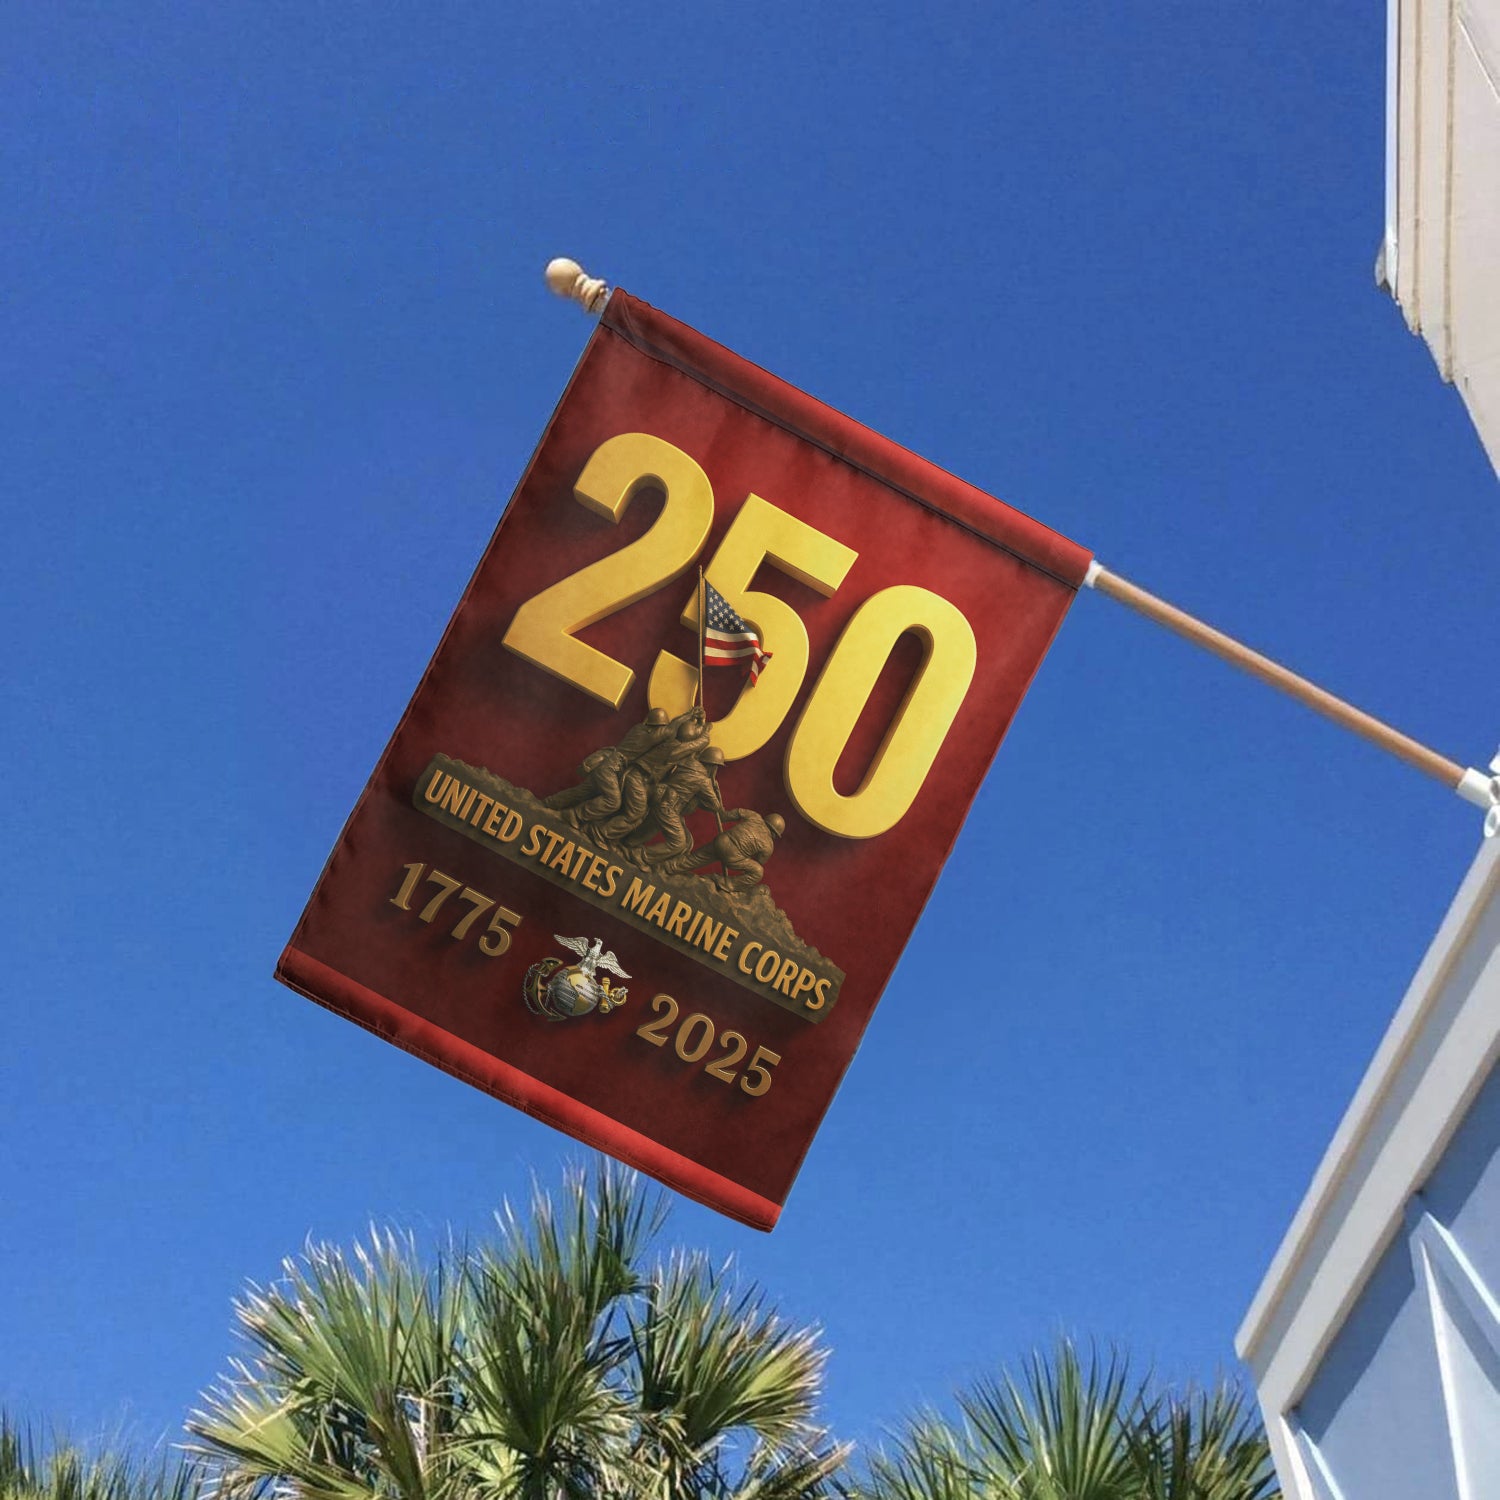 250
UNITED STATES MARINE CORPS
1775
2025